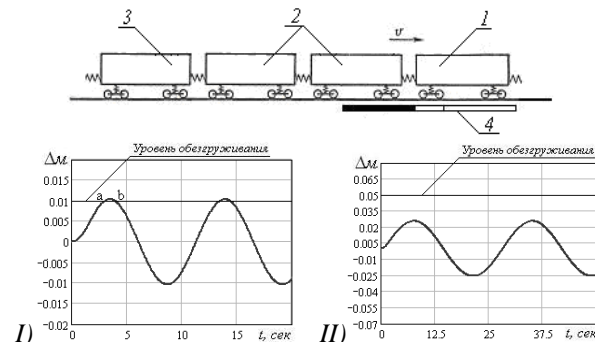 3 2 υ 1
4
Уровень обезгруживания
Δм
0.015
0.01
a b
0.005
0
−0.005
−0.01
−0.015
−0.02
0 5 10 15
t, сек
I)
Уровень обезгруживания
Δм
0.065
0.05
0.035
0.02
0.005
−0.01
−0.025
−0.04
−0.055
−0.07
0 12.5 25 37.5
t, сек
II)